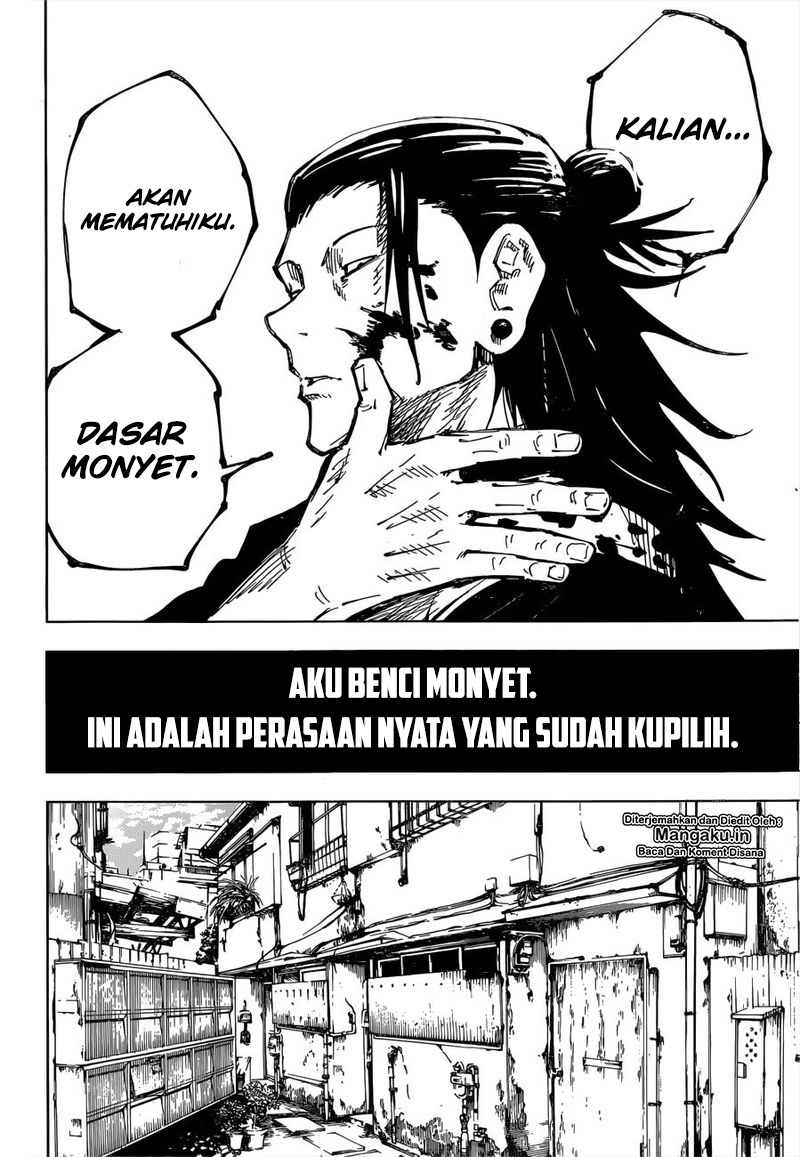 KALIAN...
AKAN
MEMATUHIKU.
DASAR
MONYET.
AKU BENCI MONYET.
INI ADALAH PERASAAN NYATA YANG SUDAH KUPILIH.
Diterjemahkan dan Diedit Oleh :
Mangaku.in
Baca Dan Koment Disana